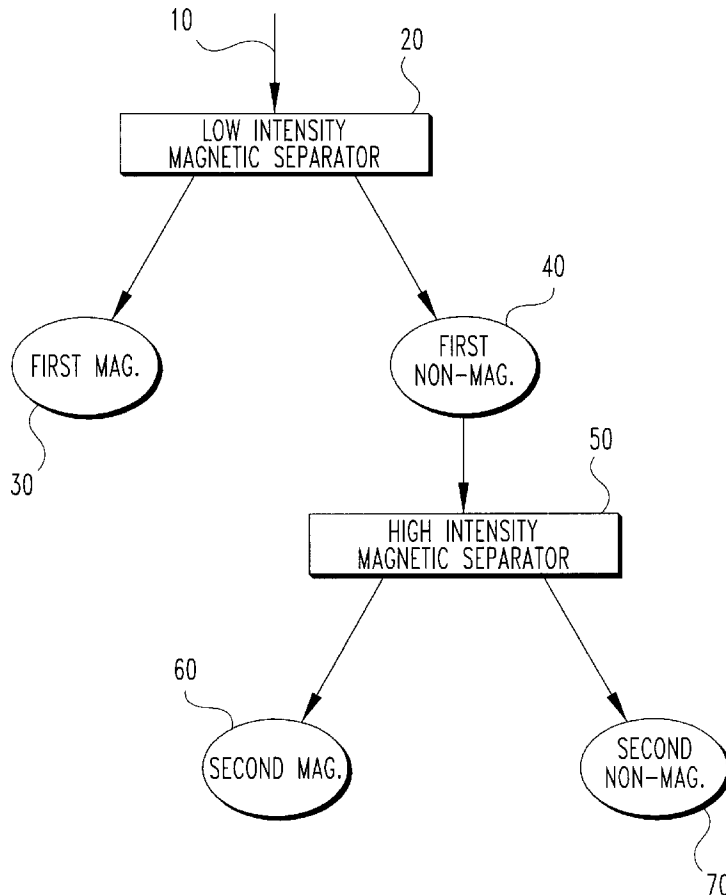 10
20
LOW INTENSITY
MAGNETIC SEPARATOR
40
FIRST MAG.
FIRST
NON-MAG.
30
50
HIGH INTENSITY
MAGNETIC SEPARATOR
60
SECOND MAG.
SECOND
NON-MAG.
70